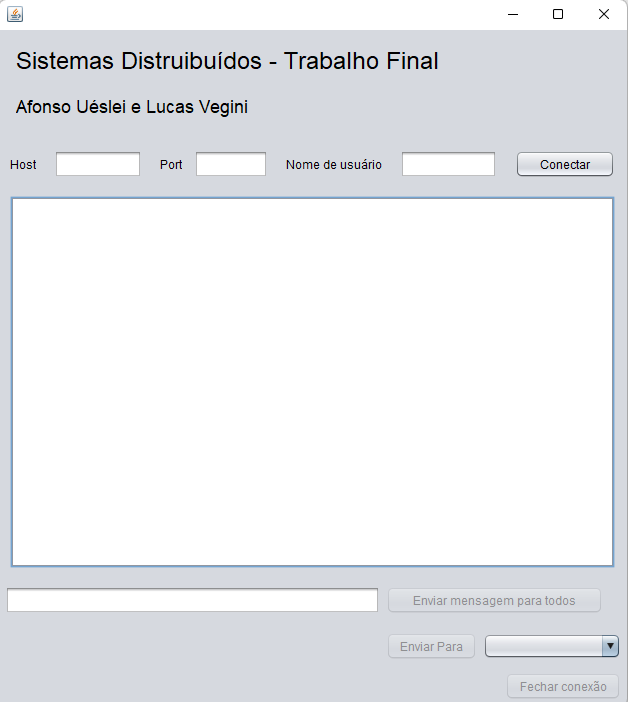 Sistemas Distruibuídos - Trabalho Final
Afonso Uéslei e Lucas Vegini
Host Port Nome de usuário Conectar
Enviar mensagem para todos
Enviar Para
Fechar conexão